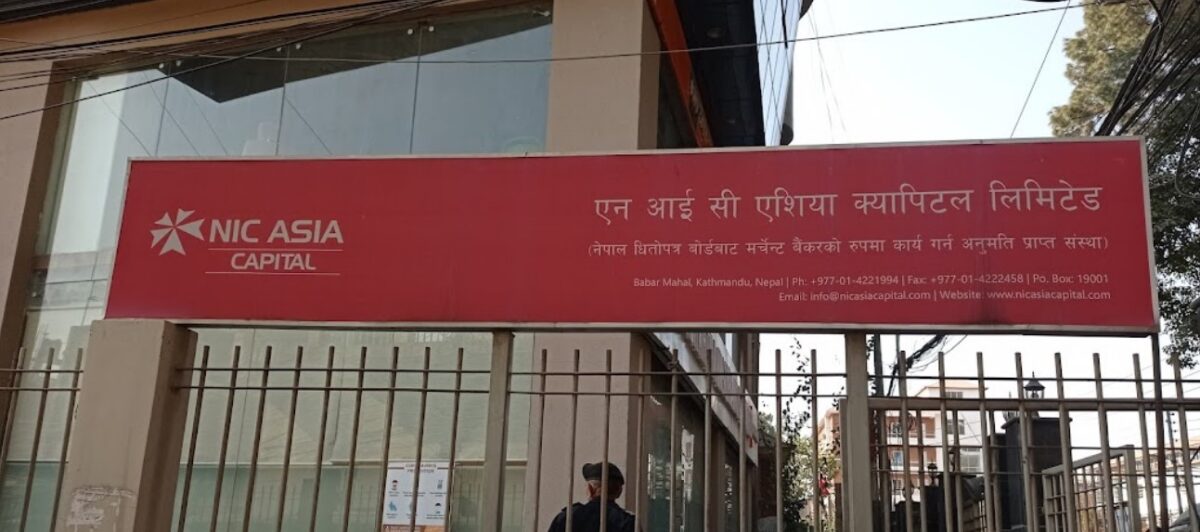 NIC ASIA
CAPITAL
एन आई सी एशिया क्यापिटल लिमिटेड
(नेपाल धितोपत्र बोर्डबाट मर्चेन्ट बैंकरको रुपमा कार्य गर्न अनुमति प्राप्त संस्था)
Babar Mahal, Kathmandu, Nepal | Ph: +977-01-4221994 | Fax: +977-01-4222458 | Po. Box: 19001
Email: info@nicasiacapital.com | Website: www.nicasiacapital.com